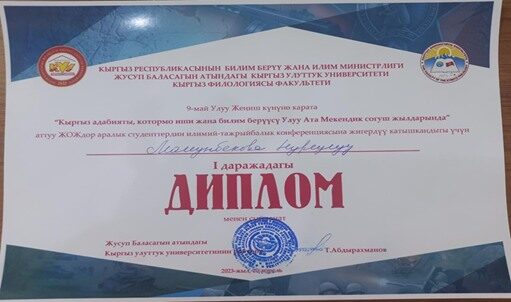 КЫРГЫЗ РЕСПУБЛИКАСЫНЫН БИЛИМ БЕРҮҮ ЖАНА ИЛИМ МИНИСТРЛИГИ
ЖУСУП БАЛАСАГЫН АТЫНДАГЫ КЫРГЫЗ УЛУТТУК УНИВЕРСИТЕТИ
КЫРГЫЗ ФИЛОЛОГИЯСЫ ФАКУЛЬТЕТИ
9-май Улуу Жеңиш күнүнө карата
"Кыргыз адабияты, котормо иши жана билим берүүсү Улуу Ата Мекендик согуш жылдарында"
аттуу ЖОЖдор аралык студенттердин илимий-тажрыйбалык конференциясына жигердүү катышкандыгы үчүн
I даражадагы
ДИПЛОМ
менен
Жусуп Баласагын атындагы
Кыргыз улуттук университетинин
Т.Абдырахманов
2023-жыл,